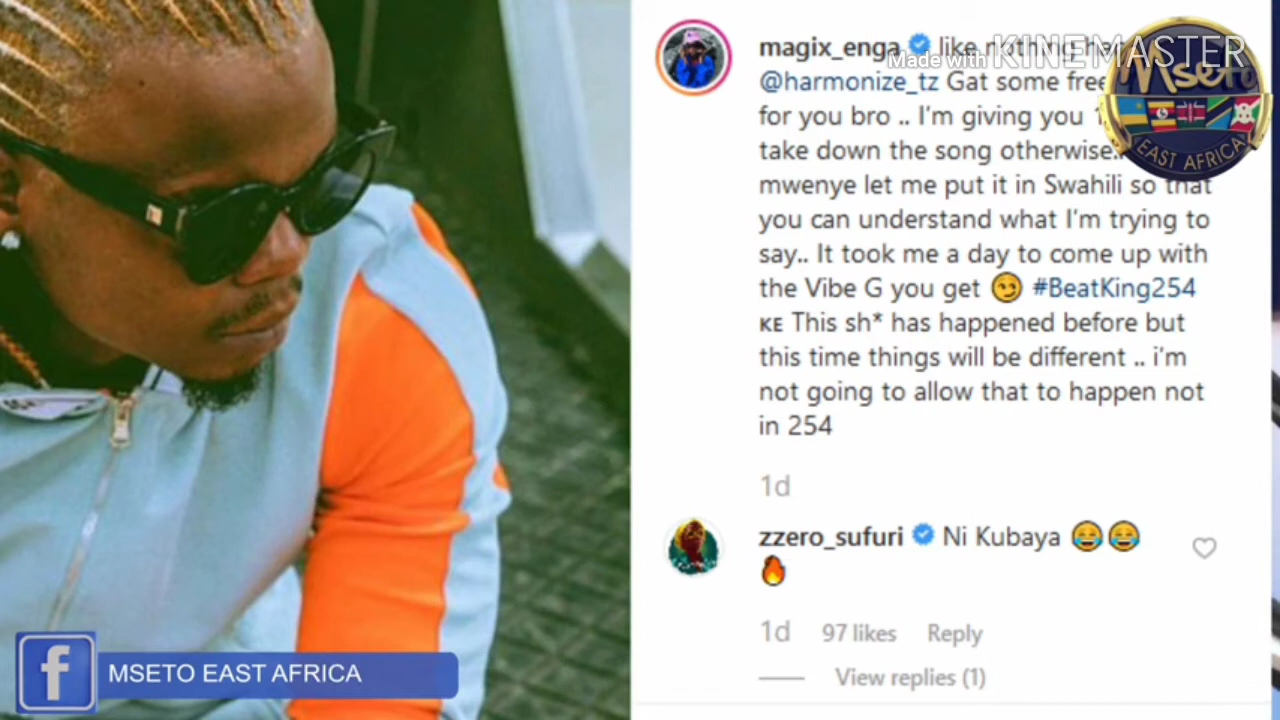 magix_enga like nothing
Made with KINEMASTER
@harmonize_tz Gat some free
for you bro .. I'm giving you
take down the song otherwise..
mwenye let me put it in Swahili so that
you can understand what I'm trying to
say.. It took me a day to come up with
the Vibe G you get 😏 #BeatKing254
KE This sh* has happened before but
this time things will be different .. i'm
not going to allow that to happen not
in 254
1d
zzero_sufuri Ni Kubaya 😂😂
🔥
1d 97 likes Reply
View replies (1)
Mseto
EAST AFRICA
f MSETO EAST AFRICA